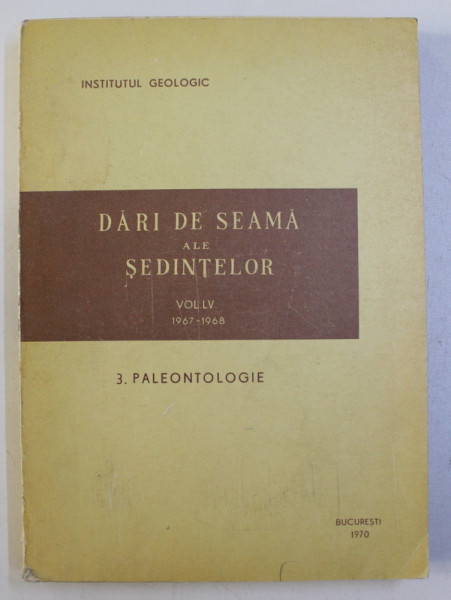 INSTITUTUL GEOLOGIC
DĂRI DE SEAMĂ
ALE
ŞEDINŢELOR
VOL. LV.
1967-1968
3. PALEONTOLOGIE
BUCUREŞTI
1970